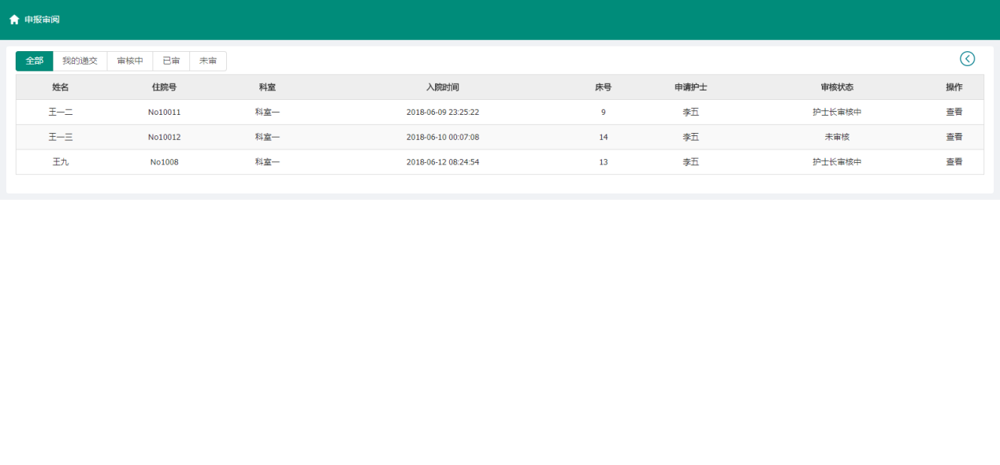 申报审阅
全部 我的递交 审核中 已审 未审
姓名 住院号 科室 入院时间 床号 申请护士 审核状态 操作
王一二 No10011 科室一 2018-06-09 23:25:22 9 李五 护士长审核中 查看
王一三 No10012 科室一 2018-06-10 00:07:08 14 李五 未审核 查看
王九 No1008 科室一 2018-06-12 08:24:54 13 李五 护士长审核中 查看